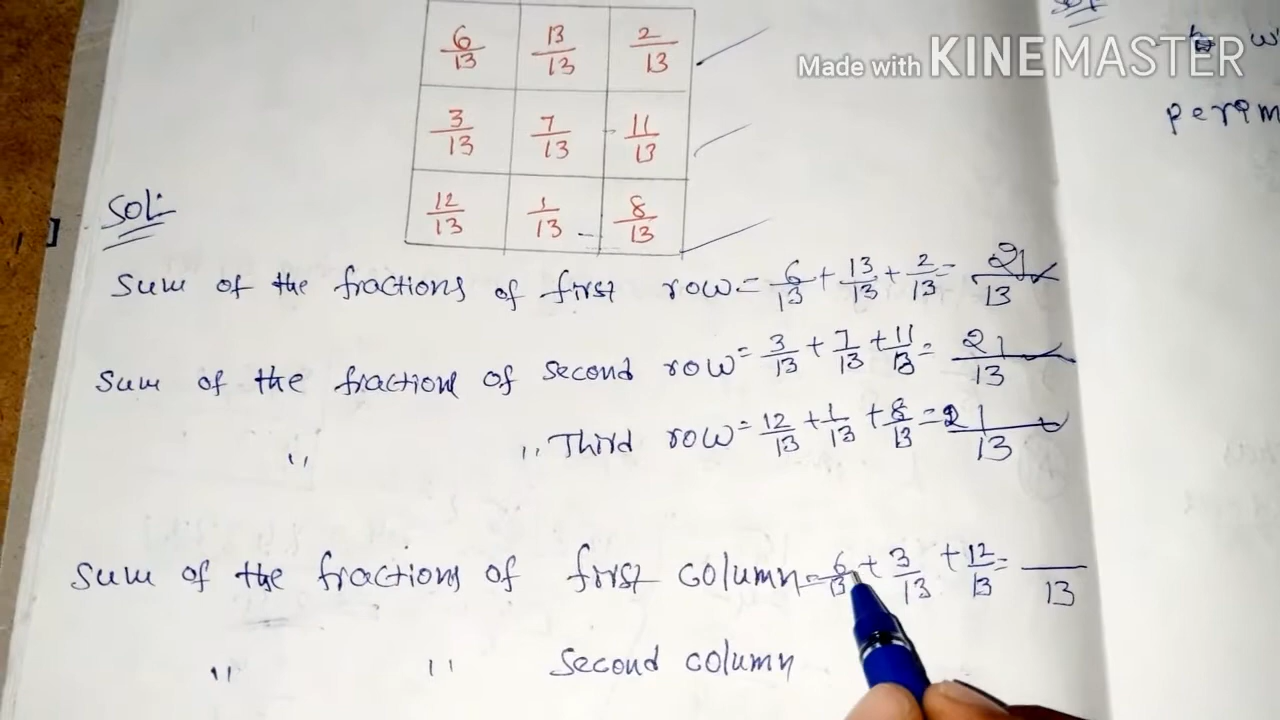 Made with KINEMASTER
6/13 13/13 2/13
3/13 7/13 11/13
12/13 1/13 8/13
perim
Sol:
Sum of the fractions of first row = 6/13 + 13/13 + 2/13 = 21/13
Sum of the fractions of second row = 3/13 + 7/13 + 11/13 = 21/13
" " Third row = 12/13 + 1/13 + 8/13 = 21/13
Sum of the fractions of first column = 6/13 + 3/13 + 12/13 = /13
" " Second column